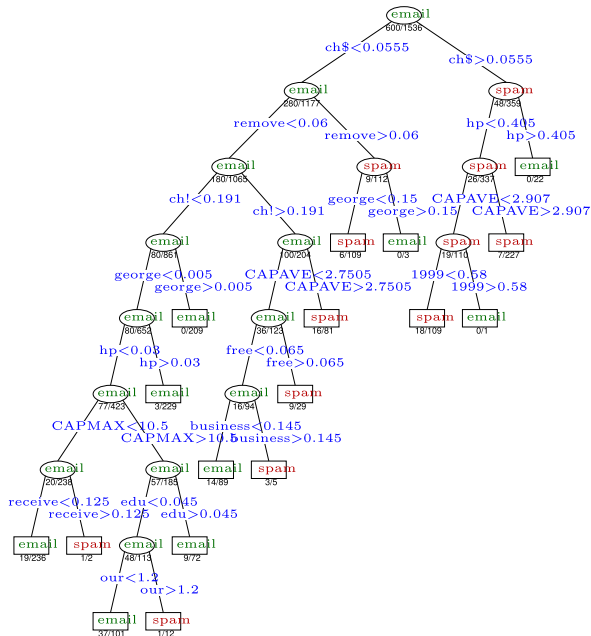 email
600/1536
ch$<0.0555
ch$>0.0555
email
280/1177
spam
48/359
remove<0.06
remove>0.06
hp<0.405
hp>0.405
email
180/1065
spam
9/112
spam
26/337
email
0/22
ch!<0.191
ch!>0.191
george<0.15
george>0.15
CAPAVE<2.907
CAPAVE>2.907
email
80/861
email
100/204
spam
6/109
email
0/3
spam
19/110
spam
7/227
george<0.005
george>0.005
CAPAVE<2.7505
CAPAVE>2.7505
1999<0.58
1999>0.58
email
80/652
email
0/209
email
36/123
spam
16/81
spam
18/109
email
0/1
hp<0.03
hp>0.03
free<0.065
free>0.065
email
77/423
email
3/229
email
16/94
spam
9/29
CAPMAX<10.5
CAPMAX>10.5
business<0.145
business>0.145
email
20/238
email
57/185
email
14/89
spam
3/5
receive<0.125
receive>0.125
edu<0.045
edu>0.045
email
19/236
spam
1/2
email
48/113
email
9/72
our<1.2
our>1.2
email
37/101
spam
1/12